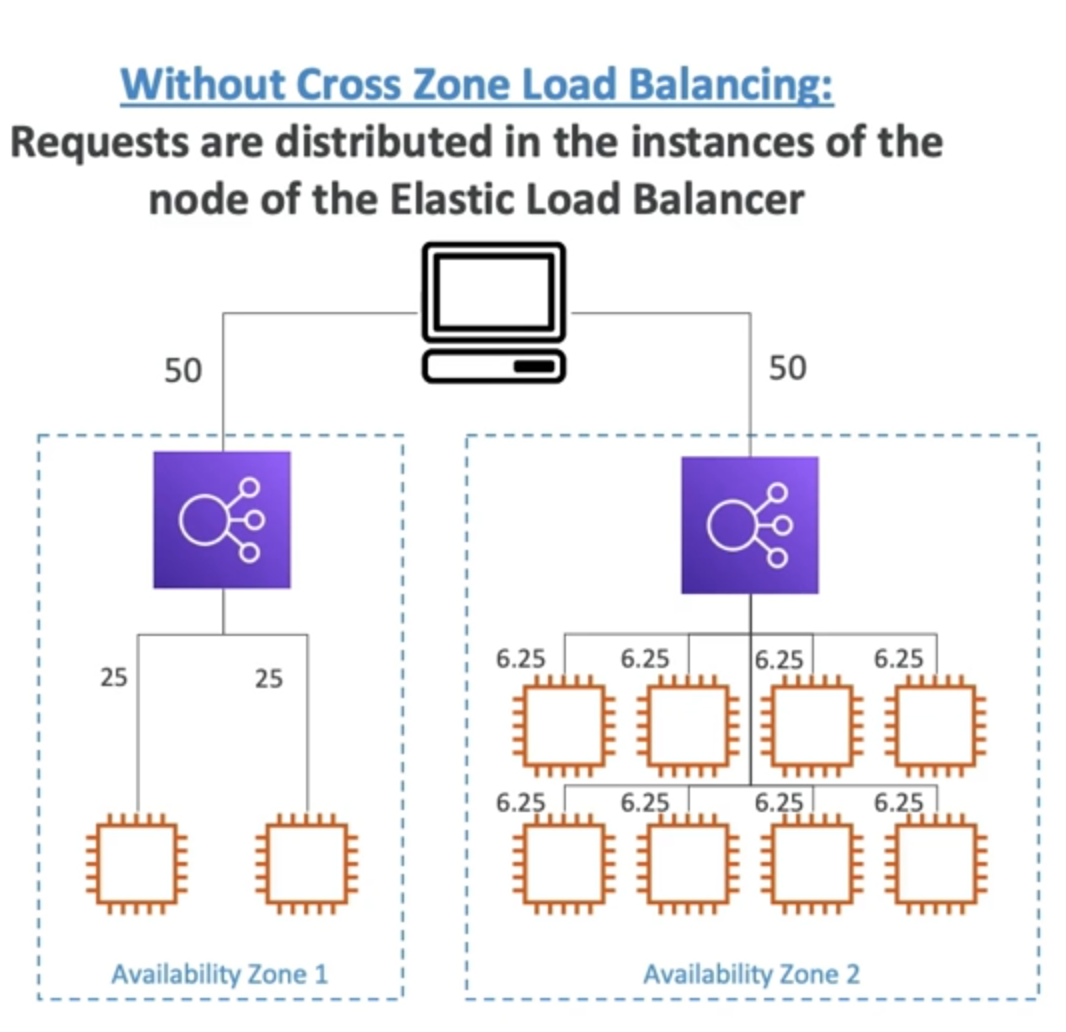 Without Cross Zone Load Balancing:
Requests are distributed in the instances of the
node of the Elastic Load Balancer
50
50
25
25
6.25
6.25
6.25
6.25
6.25
6.25
6.25
6.25
Availability Zone 1
Availability Zone 2